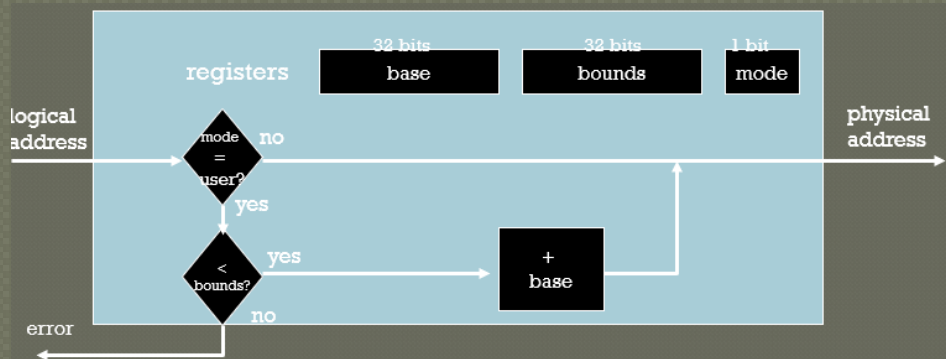 32 bits
32 bits
1 bit
registers
base
bounds
mode
logical
address
physical
address
mode
=
user?
no
yes
<
bounds?
yes
no
+
base
error